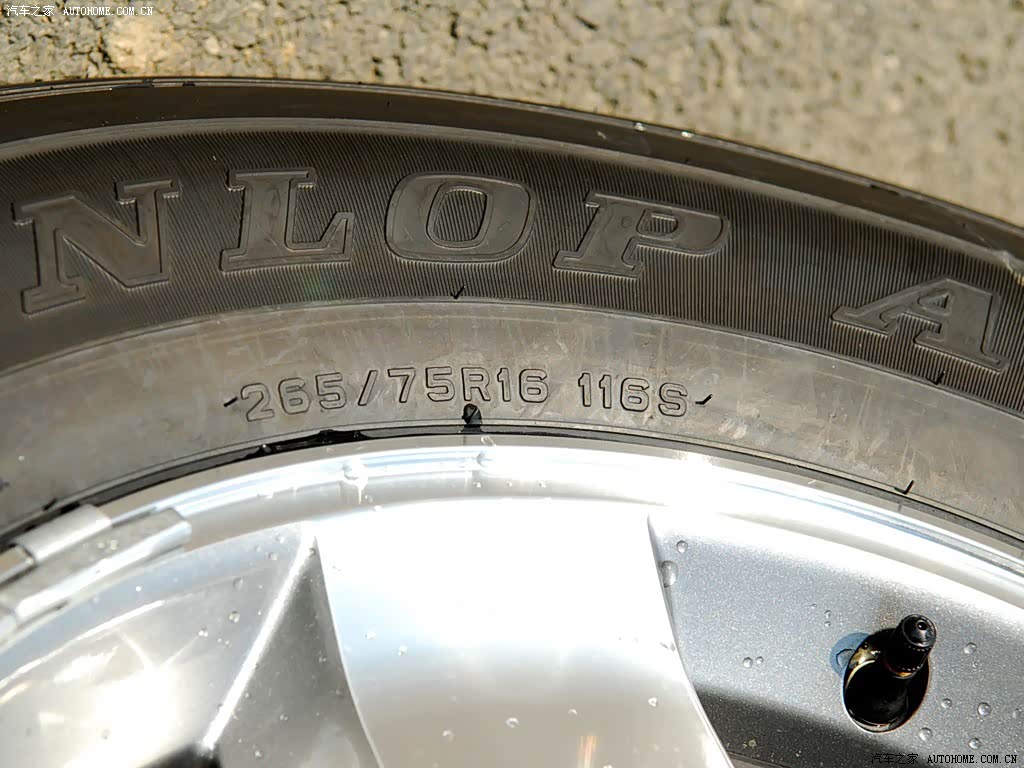 汽车之家 AUTOHOME.COM.CN
NLOP A
265/75R16 116S
汽车之家 AUTOHOME.COM.CN